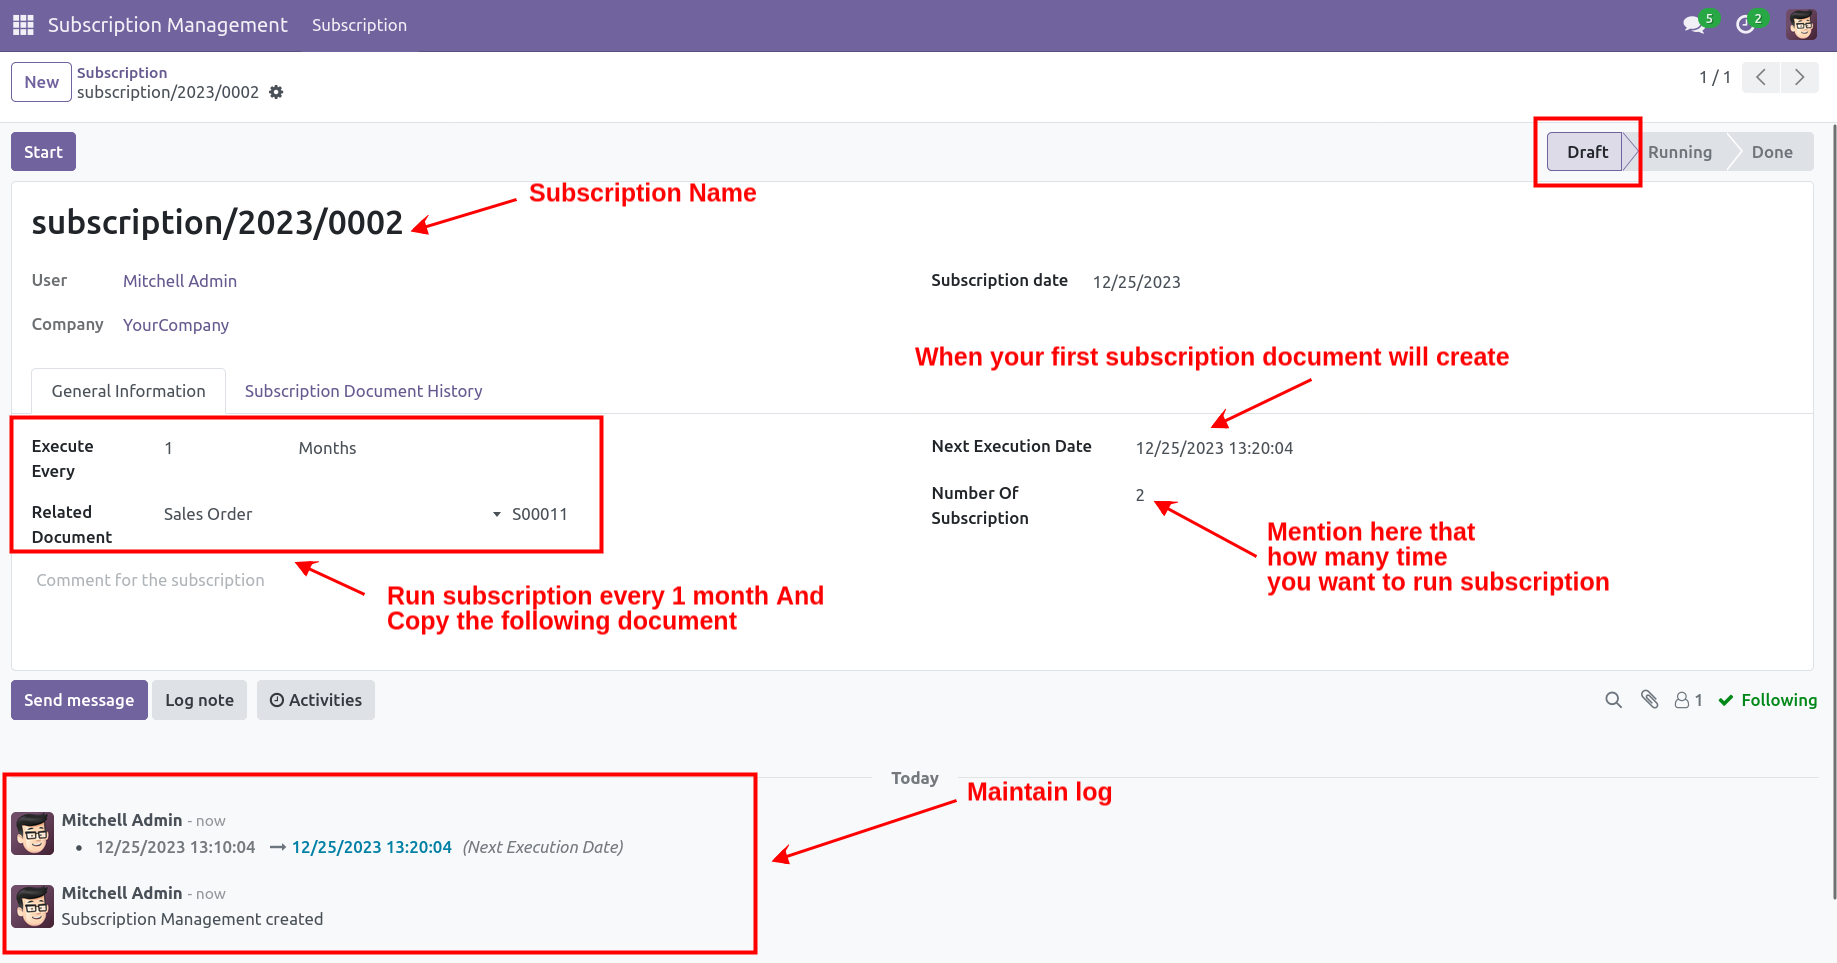 Subscription Management Subscription 5 2
New Subscription
subscription/2023/0002 1 / 1
Start Draft Running Done
Subscription Name
subscription/2023/0002
User Mitchell Admin Subscription date 12/25/2023
Company YourCompany
When your first subscription document will create
General Information Subscription Document History
Execute Every 1 Months Next Execution Date 12/25/2023 13:20:04
Related Document Sales Order S00011 Number Of Subscription 2
Mention here that
how many time
you want to run subscription
Comment for the subscription
Run subscription every 1 month And
Copy the following document
Send message Log note Activities 1 Following
Today
Maintain log
Mitchell Admin - now
• 12/25/2023 13:10:04 → 12/25/2023 13:20:04 (Next Execution Date)
Mitchell Admin - now
Subscription Management created